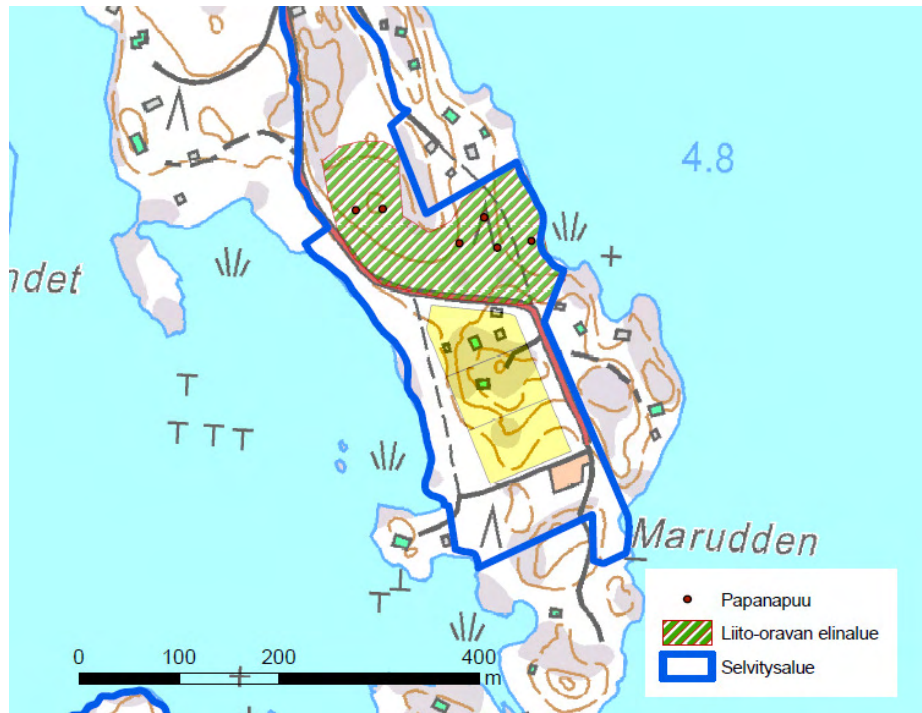 4.8
ndet
Marudden
Papanapuu
Liito-oravan elinalue
Selvitysalue
0 100 200 400
m